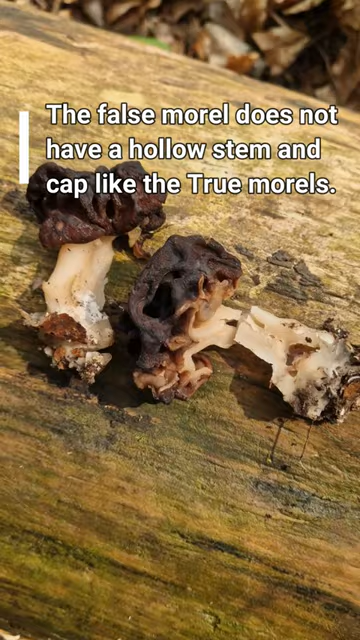 The false morel does not
have a hollow stem and
cap like the True morels.